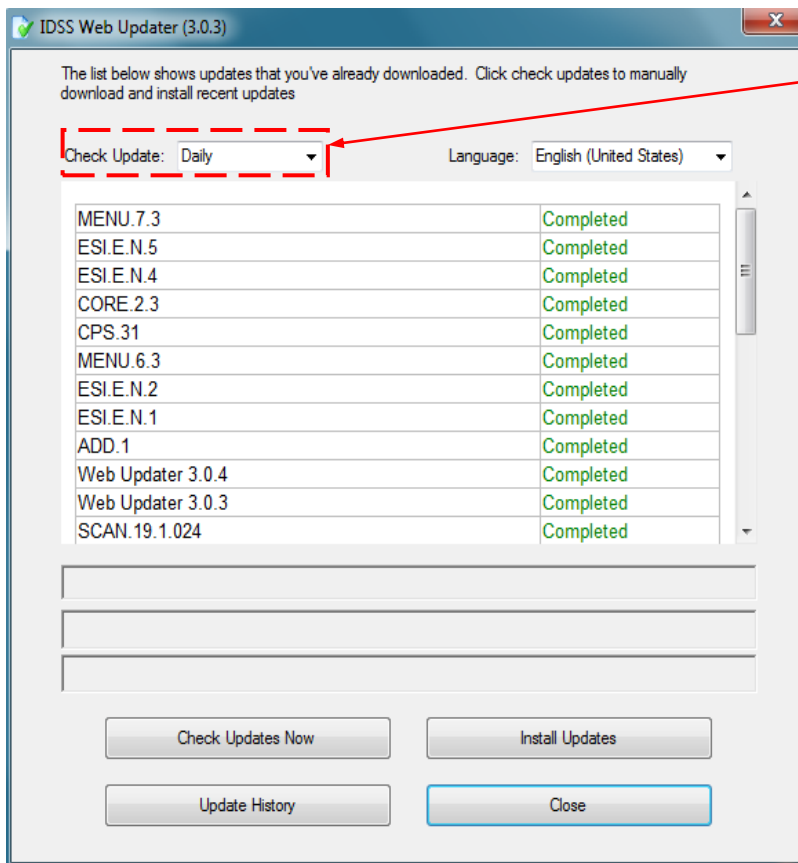 IDSS Web Updater (3.0.3)
The list below shows updates that you've already downloaded. Click check updates to manually
download and install recent updates
Check Update: Daily Language: English (United States)
MENU.7.3 Completed
ESI.E.N.5 Completed
ESI.E.N.4 Completed
CORE.2.3 Completed
CPS.31 Completed
MENU.6.3 Completed
ESI.E.N.2 Completed
ESI.E.N.1 Completed
ADD.1 Completed
Web Updater 3.0.4 Completed
Web Updater 3.0.3 Completed
SCAN.19.1.024 Completed
Check Updates Now Install Updates
Update History Close